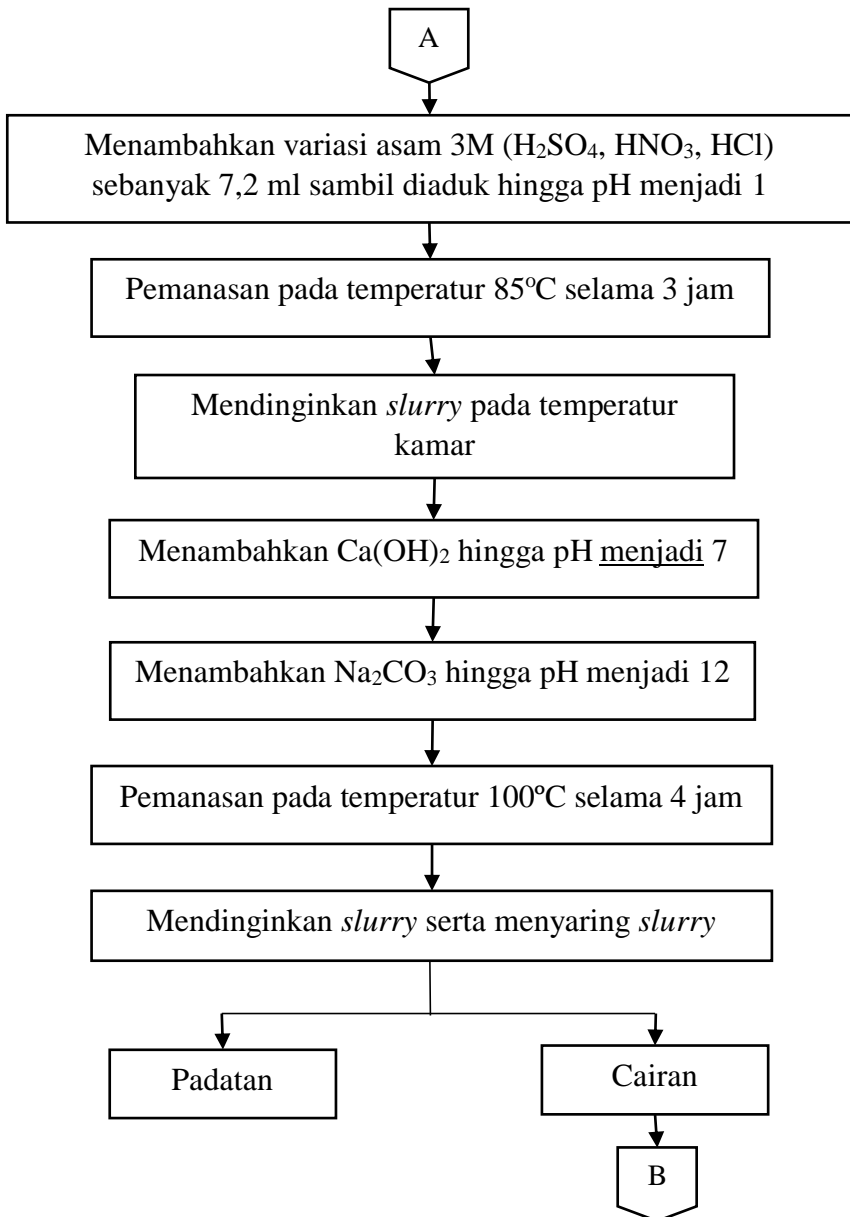 A
Menambahkan variasi asam 3M (H₂SO₄, HNO₃, HCl)
sebanyak 7,2 ml sambil diaduk hingga pH menjadi 1
Pemanasan pada temperatur 85°C selama 3 jam
Mendinginkan slurry pada temperatur
kamar
Menambahkan Ca(OH)₂ hingga pH menjadi 7
Menambahkan Na₂CO₃ hingga pH menjadi 12
Pemanasan pada temperatur 100ºC selama 4 jam
Mendinginkan slurry serta menyaring slurry
Padatan
Cairan
B